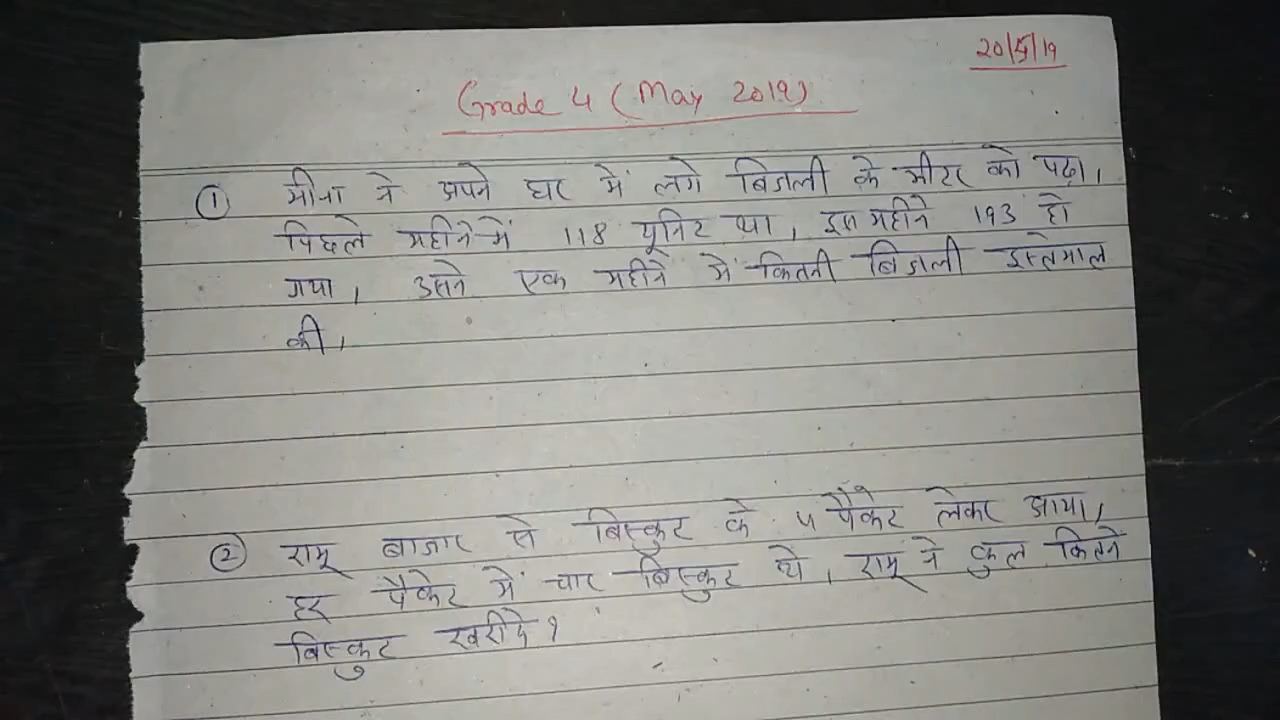 20/5/19
Grade 4 (May 2019)
① मीना ने अपने घर में लगे बिजली के मीटर को पढ़ा।
पिछले महीने में 118 यूनिट था, इस महीने 193 हो
गया, उसने एक महीने में कितनी बिजली इस्तेमाल
की।
② रामू बाजार से बिस्कुट के ५ पैकेट लेकर आया,
हर पैकेट में चार बिस्कुट थे, रामू ने कुल कितने
बिस्कुट खरीदे ?